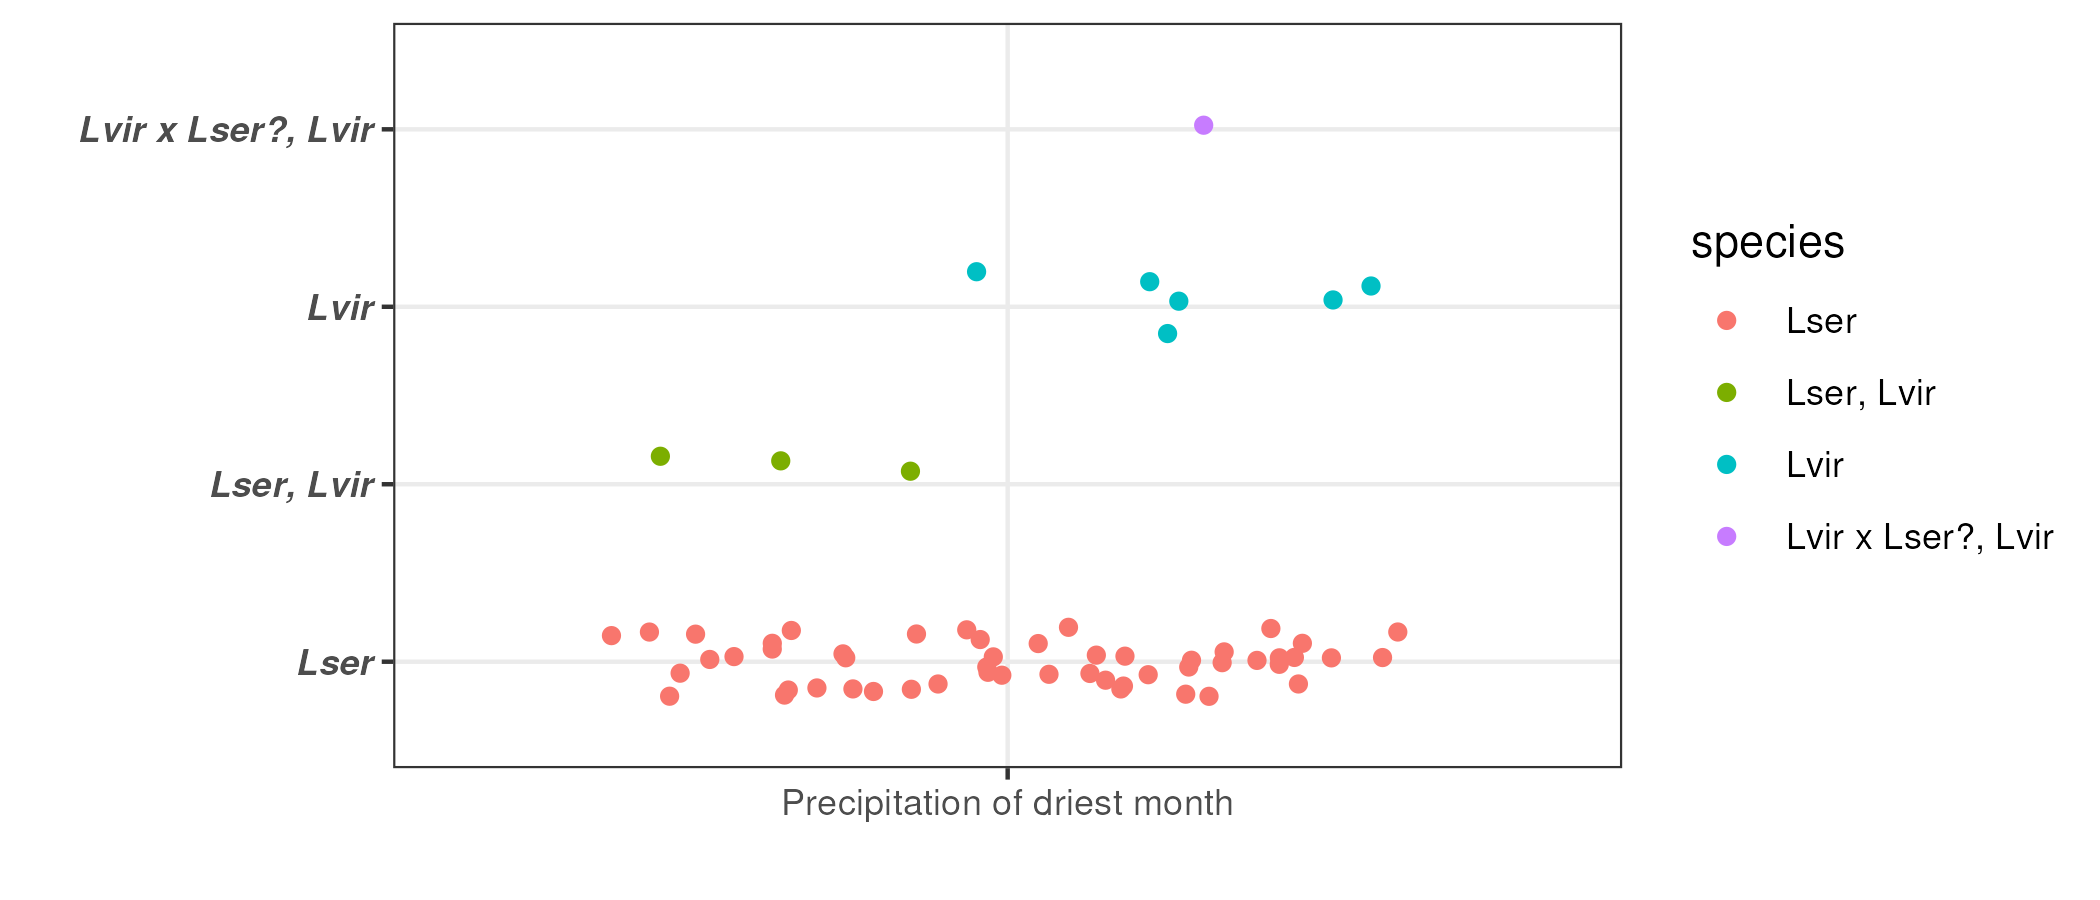 Lvir x Lser?, Lvir
Lvir
Lser, Lvir
Lser
Precipitation of driest month
species
Lser
Lser, Lvir
Lvir
Lvir x Lser?, Lvir